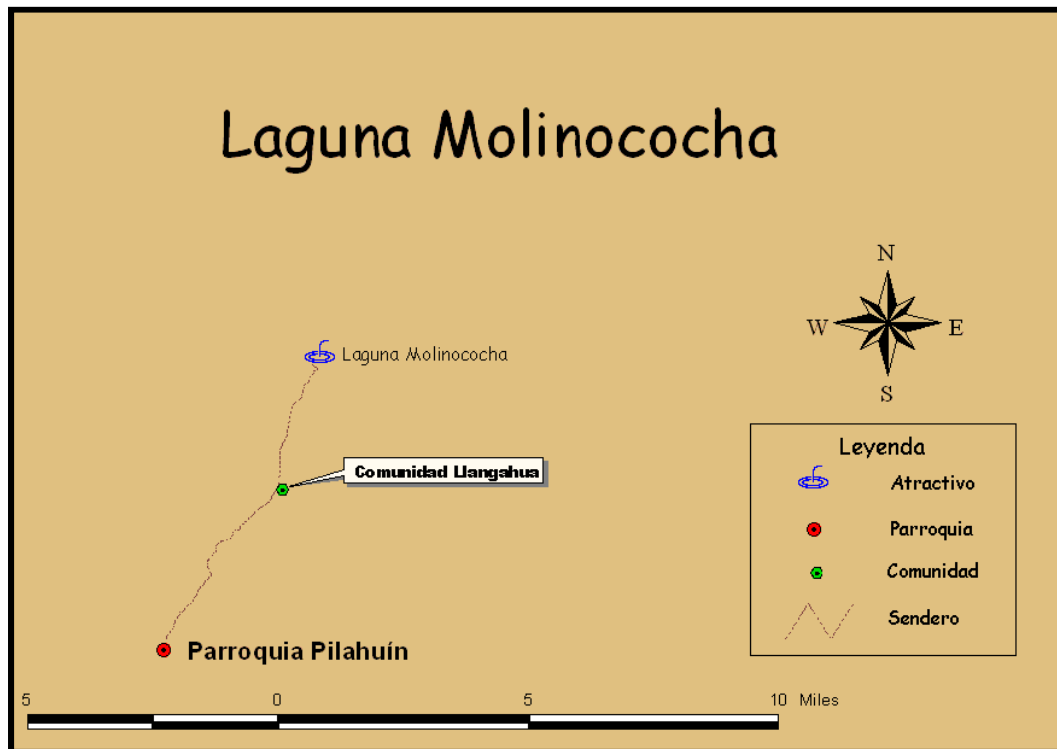 Laguna Molinococha
N
W E
S
Laguna Molinococha
Comunidad Llangahua
Leyenda
Atractivo
Parroquia
Comunidad
Sendero
Parroquia Pilahuín
5 0 5 10 Miles